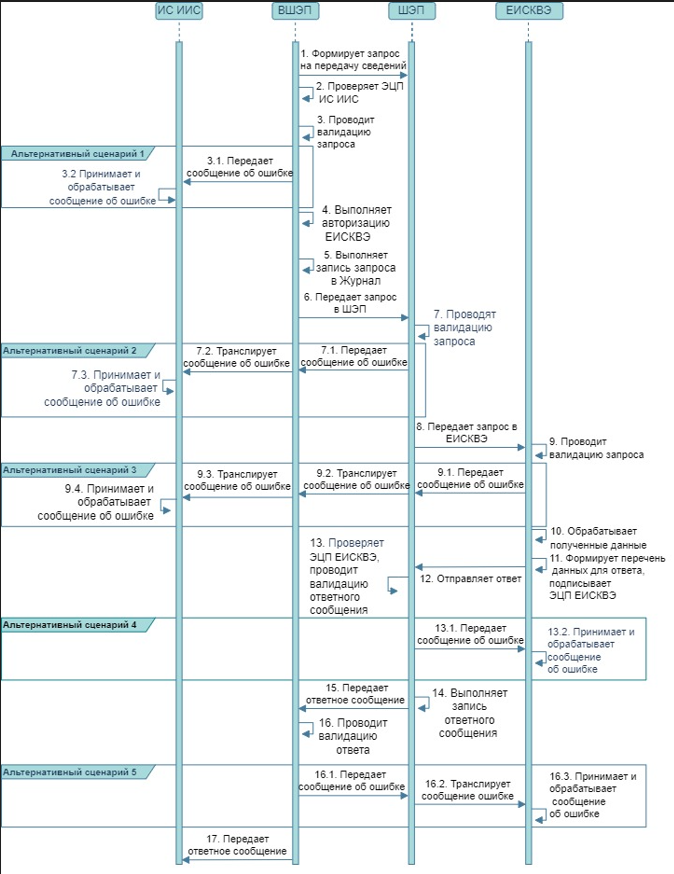 ИС ИИС
ВШЭП
ШЭП
ЕИСКВЭ
1. Формирует запрос
на передачу сведений
2. Проверяет ЭЦП
ИС ИИС
3. Проводит
валидацию
запроса
Альтернативный сценарий 1
3.1. Передает
сообщение об ошибке
3.2 Принимает и
обрабатывает
сообщение об ошибке
4. Выполняет
авторизацию
ЕИСКВЭ
5. Выполняет
запись запроса
в Журнал
6. Передает запрос
в ШЭП
7. Проводят
валидацию
запроса
Альтернативный сценарий 2
7.2. Транслирует
сообщение об ошибке
7.1. Передает
сообщение об ошибке
7.3. Принимает и
обрабатывает
сообщение об ошибке
8. Передает запрос в
ЕИСКВЭ
9. Проводит
валидацию запроса
Альтернативный сценарий 3
9.3. Транслирует
сообщение об ошибке
9.2. Транслирует
сообщение об ошибке
9.1. Передает
сообщение об ошибке
9.4. Принимает и
обрабатывает
сообщение об ошибке
10. Обрабатывает
полученные данные
11. Формирует перечень
данных для ответа,
подписывает
ЭЦП ЕИСКВЭ
12. Отправляет ответ
13. Проверяет
ЭЦП ЕИСКВЭ,
проводит
валидацию
ответного
сообщения
Альтернативный сценарий 4
13.1. Передает
сообщение об ошибке
13.2. Принимает и
обрабатывает
сообщение
об ошибке
15. Передает
ответное сообщение
14. Выполняет
запись
ответного
сообщения
16. Проводит
валидацию
ответа
Альтернативный сценарий 5
16.1. Передает
сообщение об ошибке
16.2. Транслирует
сообщение ошибке
16.3. Принимает и
обрабатывает
сообщение
об ошибке
17. Передает
ответное сообщение